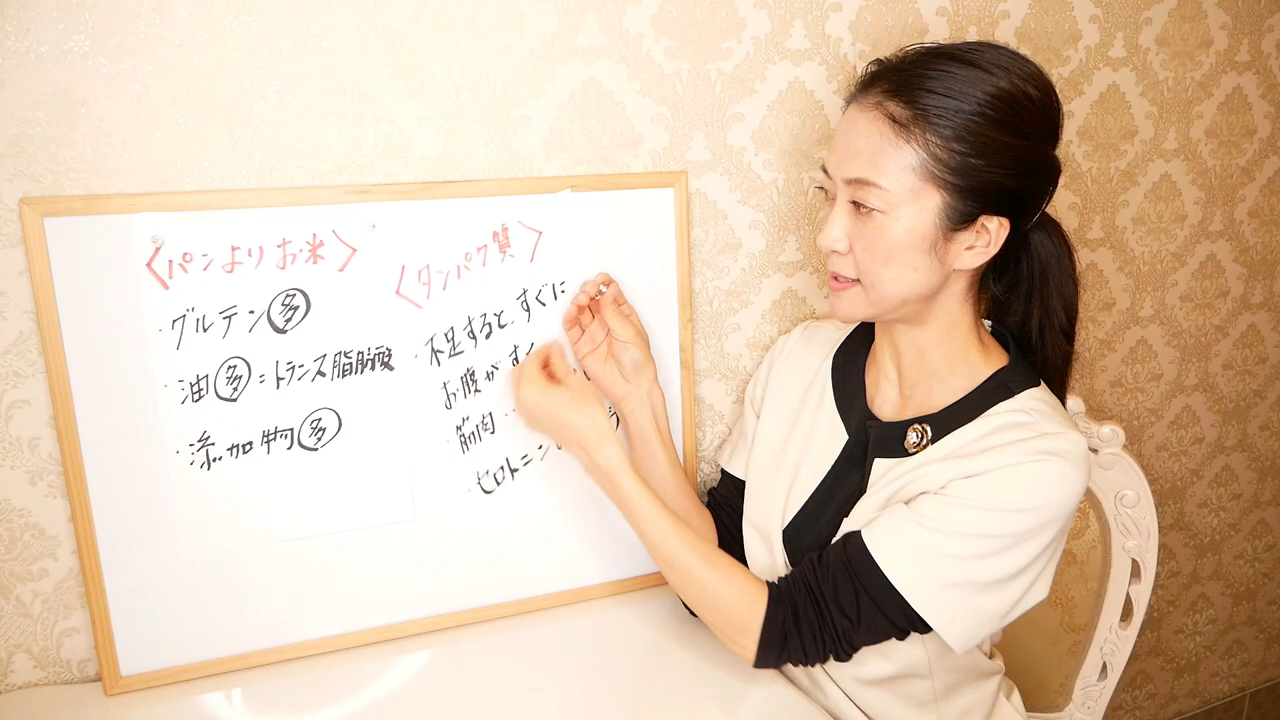 〈パンよりお米〉
・グルテン多
・油多=トランス脂肪酸
・添加物多
〈タンパク質〉
・不足すると、すぐに
お腹がすく
・筋肉
・セロトニン